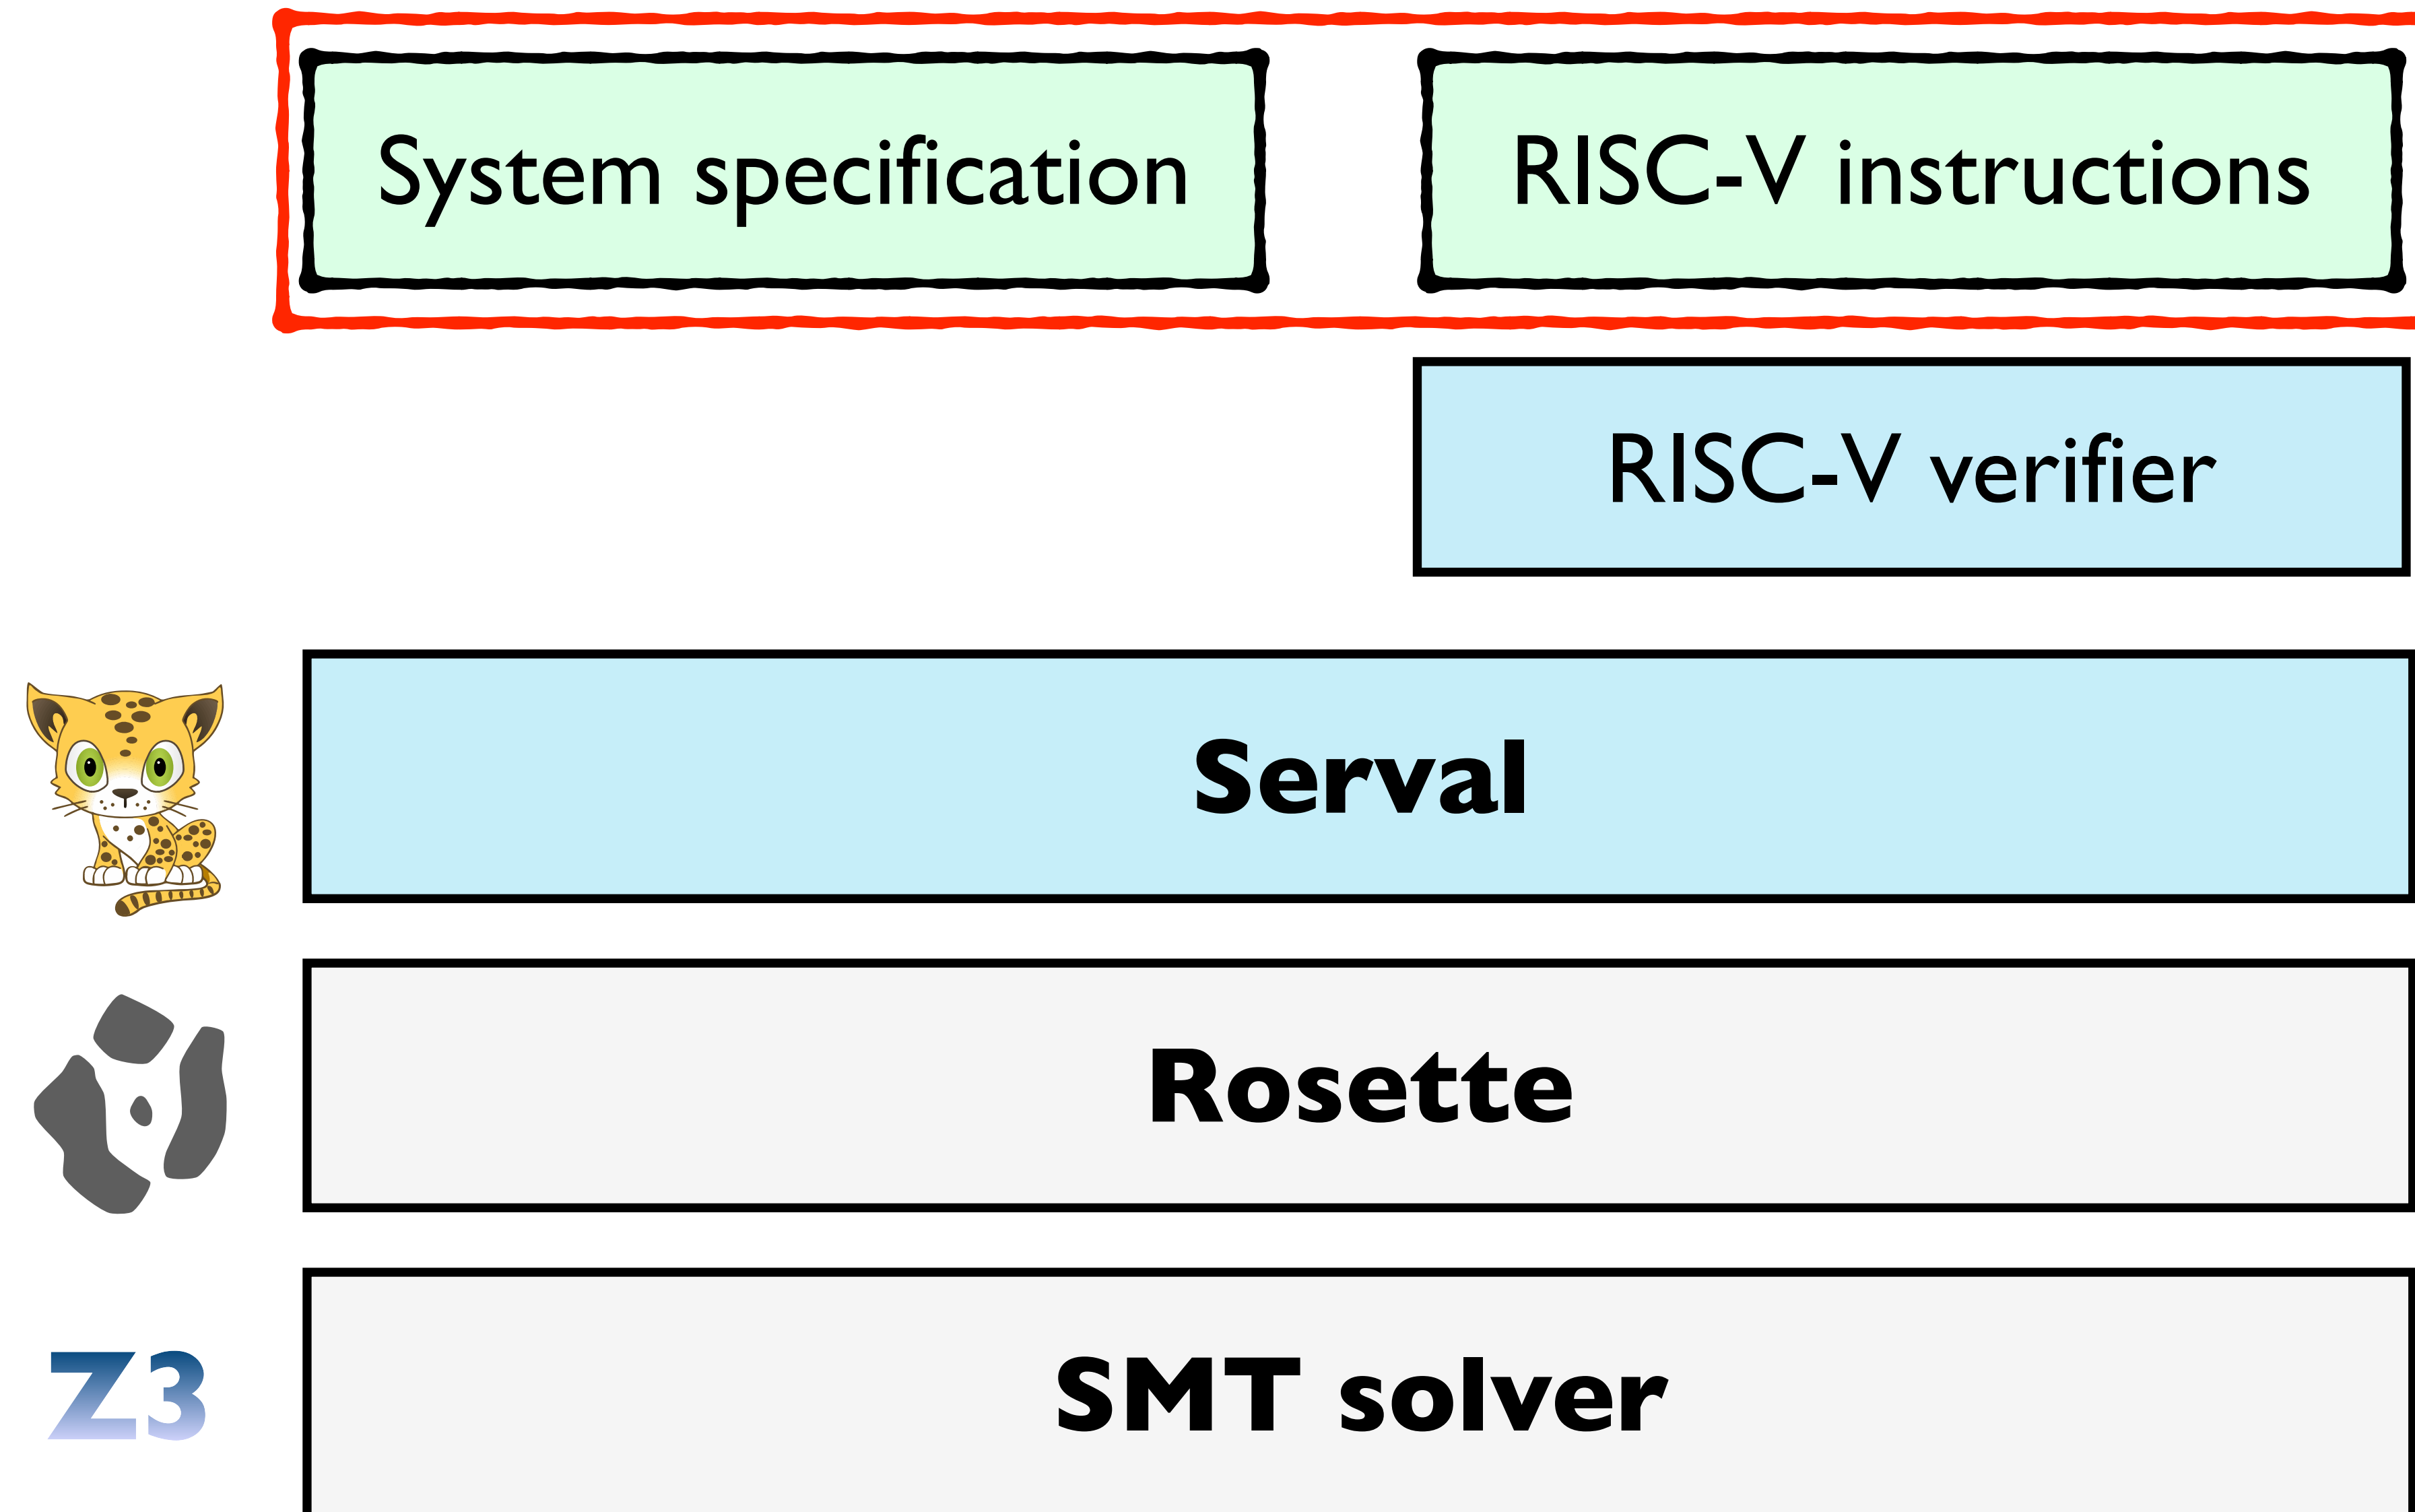 System specification
RISC-V instructions
RISC-V verifier
Serval
Rosette
Z3
SMT solver